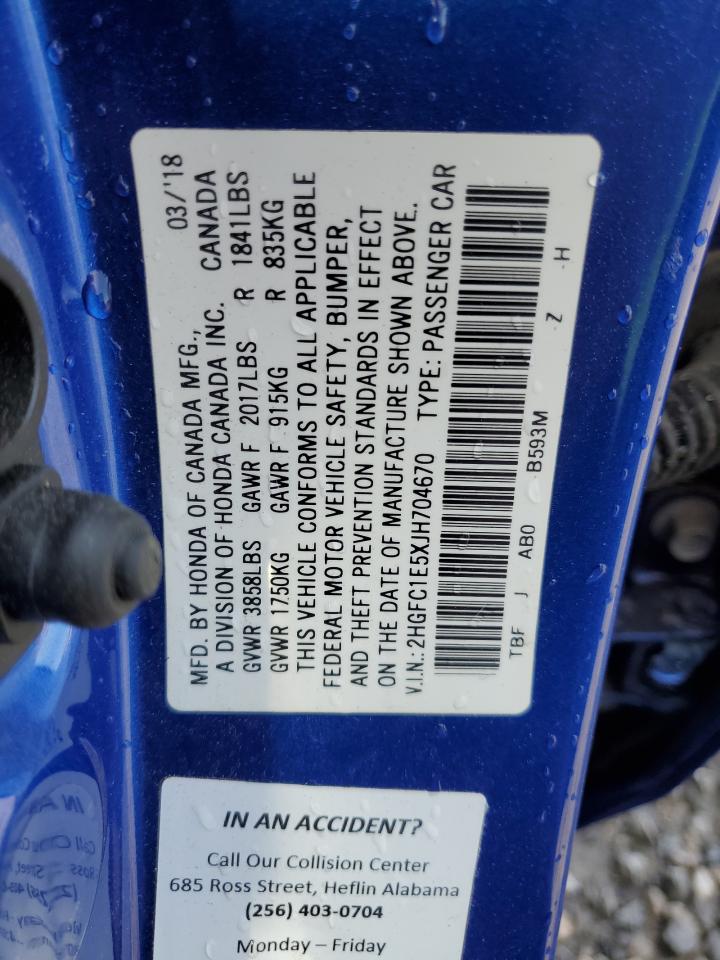 MFD. BY HONDA OF CANADA MFG., 03/'18
A DIVISION OF HONDA CANADA INC. CANADA
GVWR 3858LBS GAWR F 2017LBS R 1841LBS
GVWR 1750KG GAWR F 915KG R 835KG
THIS VEHICLE CONFORMS TO ALL APPLICABLE
FEDERAL MOTOR VEHICLE SAFETY, BUMPER,
AND THEFT PREVENTION STANDARDS IN EFFECT
ON THE DATE OF MANUFACTURE SHOWN ABOVE.
V.I.N.: 2HGFC1E5XJH704670 TYPE: PASSENGER CAR
TBF J AB0 B593M -Z -H
IN AN ACCIDENT?
Call Our Collision Center
685 Ross Street, Heflin Alabama
(256) 403-0704
Monday – Friday